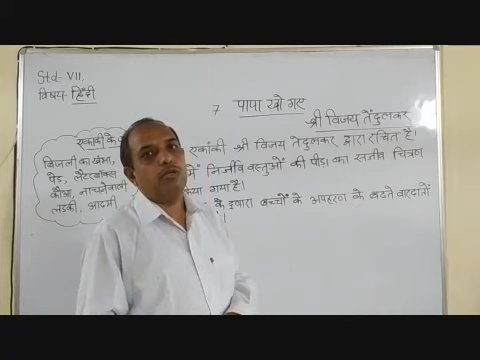 Std- VII,
विषय- हिंदी
7 पापा खो गए
श्री विजय तेंदुलकर
एकांकी के
बिजली का खंभा,
पेड़, लैटरबॉक्स
कौआ, नाचनेवाली
लड़की, आदमी
एकांकी श्री विजय तेंदुलकर द्वारा रचित है।
में निर्जीव वस्तुओं की पीड़ा का सजीव चित्रण
गया है।
के द्वारा बच्चों के अपहरण के बढ़ते वारदातों